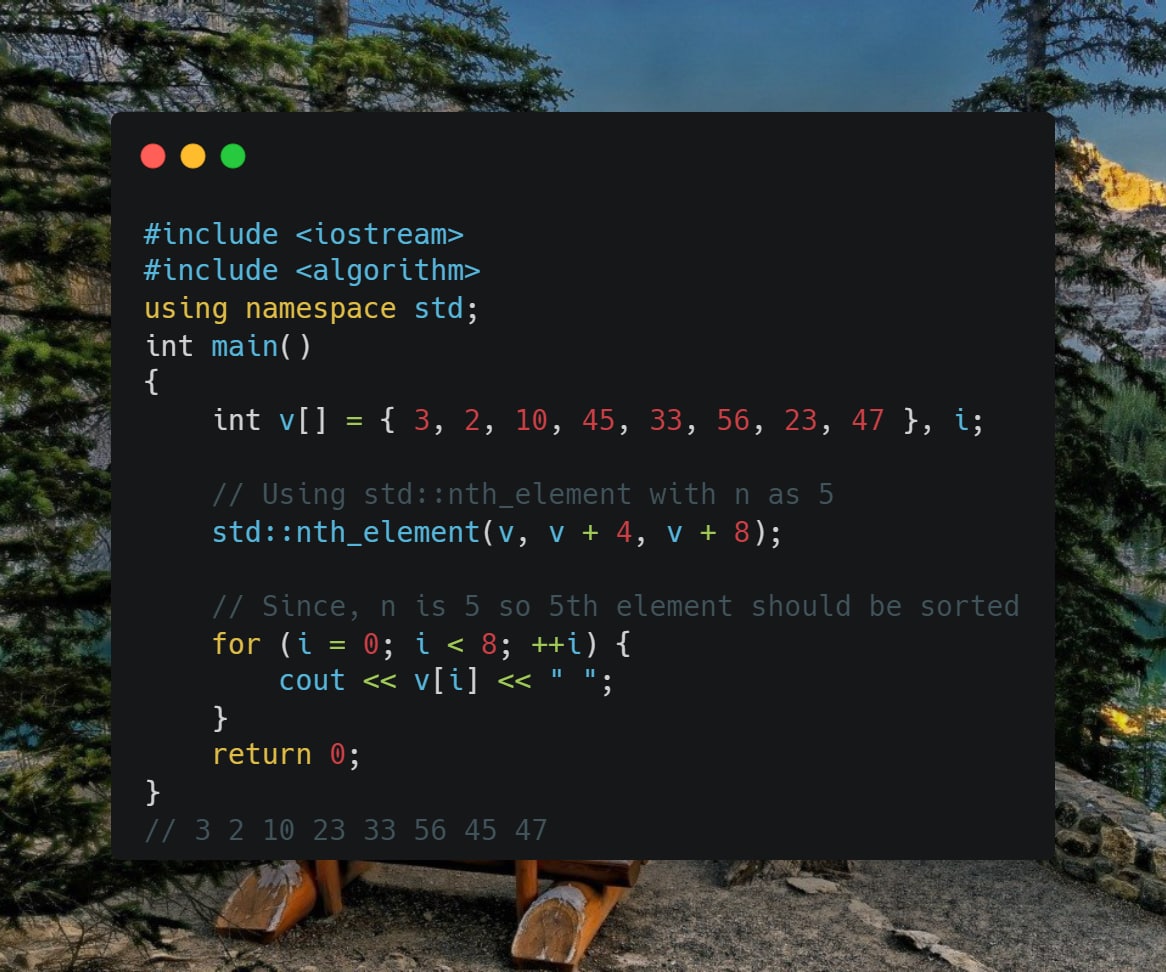 #include <iostream>
#include <algorithm>
using namespace std;
int main()
{
    int v[] = { 3, 2, 10, 45, 33, 56, 23, 47 }, i;
    // Using std::nth_element with n as 5
    std::nth_element(v, v + 4, v + 8);
    // Since, n is 5 so 5th element should be sorted
    for (i = 0; i < 8; ++i) {
        cout << v[i] << " ";
    }
    return 0;
}
// 3 2 10 23 33 56 45 47